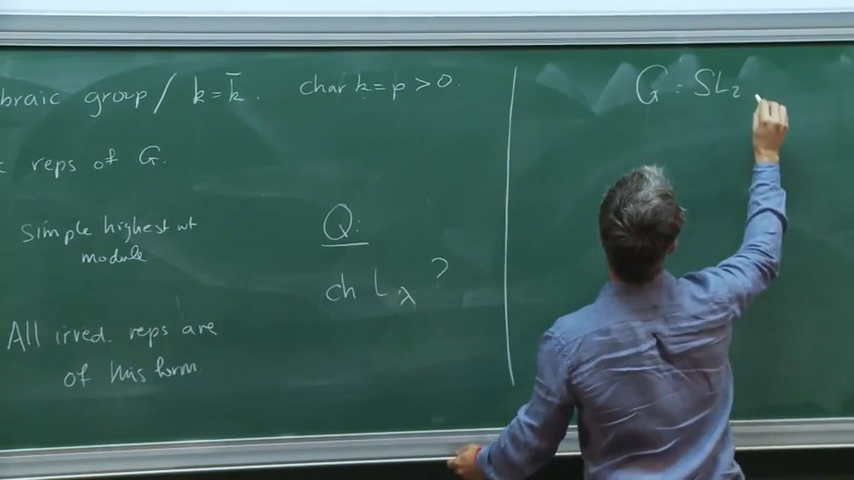 braic group / k = k̄. char k = p > 0.
reps of G.
Simple highest wt
module
All irred. reps are
of this form.
Q:
ch L_λ ?
G = SL₂